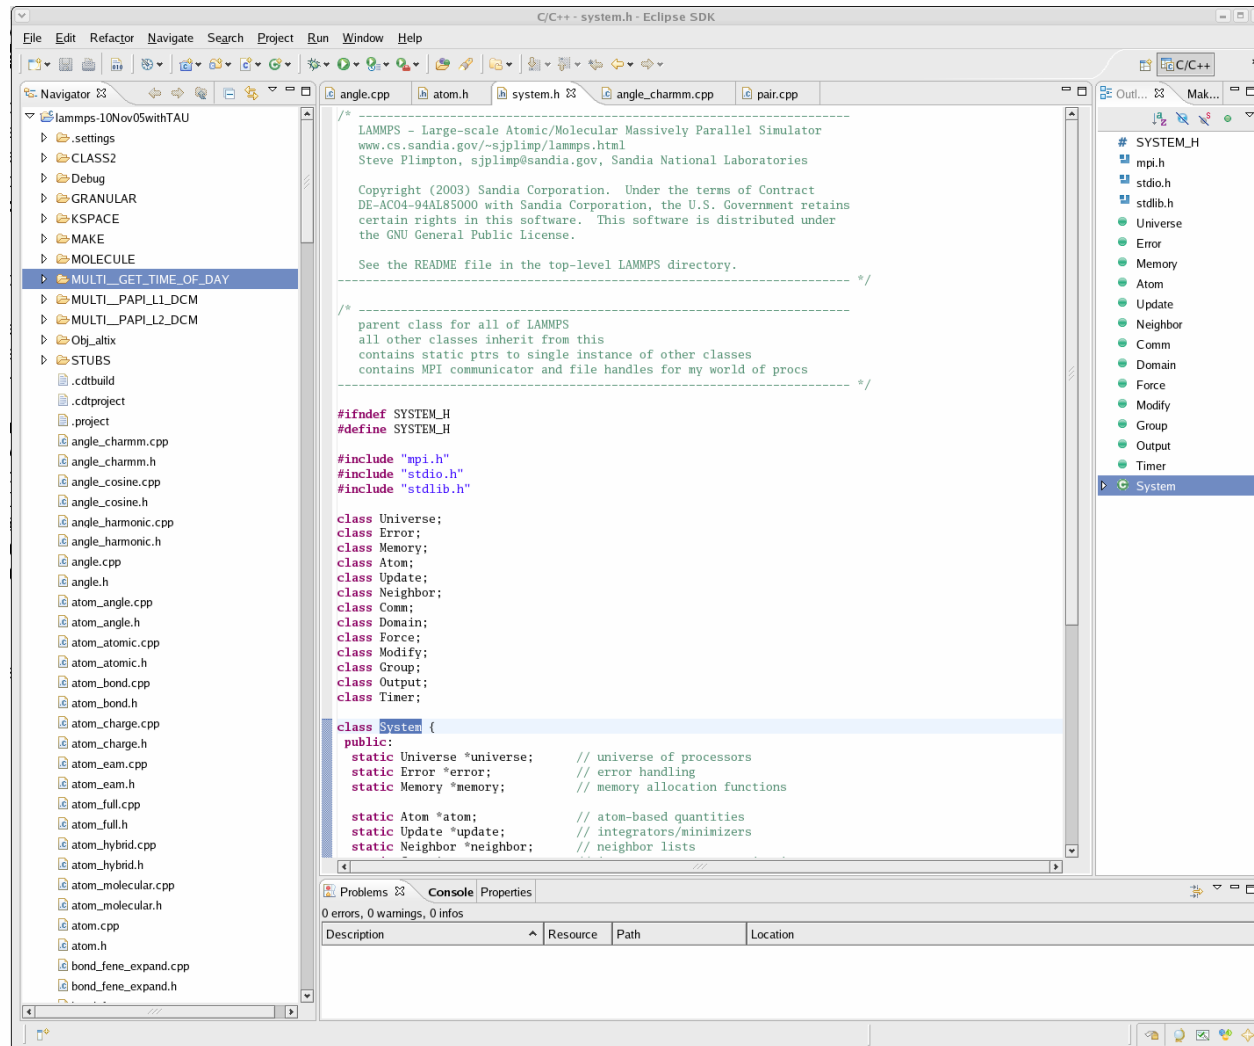 C/C++ - system.h - Eclipse SDK
File Edit Refactor Navigate Search Project Run Window Help
C/C++
Navigator
lammps-10Nov05withTAU
.settings
CLASS2
Debug
GRANULAR
KSPACE
MAKE
MOLECULE
MULTI__GET_TIME_OF_DAY
MULTI__PAPI_L1_DCM
MULTI__PAPI_L2_DCM
Obj_altix
STUBS
.cdtbuild
.cdtproject
.project
angle_charmm.cpp
angle_charmm.h
angle_cosine.cpp
angle_cosine.h
angle_harmonic.cpp
angle_harmonic.h
angle.cpp
angle.h
atom_angle.cpp
atom_angle.h
atom_atomic.cpp
atom_atomic.h
atom_bond.cpp
atom_bond.h
atom_charge.cpp
atom_charge.h
atom_eam.cpp
atom_eam.h
atom_full.cpp
atom_full.h
atom_hybrid.cpp
atom_hybrid.h
atom_molecular.cpp
atom_molecular.h
atom.cpp
atom.h
bond_fene_expand.cpp
bond_fene_expand.h
angle.cpp atom.h system.h angle_charmm.cpp pair.cpp
/* ----------------------------------------------------------------------
LAMMPS - Large-scale Atomic/Molecular Massively Parallel Simulator
www.cs.sandia.gov/~sjplimp/lammps.html
Steve Plimpton, sjplimp@sandia.gov, Sandia National Laboratories
Copyright (2003) Sandia Corporation.  Under the terms of Contract
DE-AC04-94AL85000 with Sandia Corporation, the U.S. Government retains
certain rights in this software.  This software is distributed under
the GNU General Public License.
See the README file in the top-level LAMMPS directory.
------------------------------------------------------------------------- */
/* ----------------------------------------------------------------------
parent class for all of LAMMPS
all other classes inherit from this
contains static ptrs to single instance of other classes
contains MPI communicator and file handles for my world of procs
------------------------------------------------------------------------- */
#ifndef SYSTEM_H
#define SYSTEM_H
#include "mpi.h"
#include "stdio.h"
#include "stdlib.h"
class Universe;
class Error;
class Memory;
class Atom;
class Update;
class Neighbor;
class Comm;
class Domain;
class Force;
class Modify;
class Group;
class Output;
class Timer;
class System {
public:
static Universe *universe;      // universe of processors
static Error *error;            // error handling
static Memory *memory;          // memory allocation functions
static Atom *atom;              // atom-based quantities
static Update *update;          // integrators/minimizers
static Neighbor *neighbor;      // neighbor lists
Outl... Mak...
# SYSTEM_H
mpi.h
stdio.h
stdlib.h
Universe
Error
Memory
Atom
Update
Neighbor
Comm
Domain
Force
Modify
Group
Output
Timer
System
Problems Console Properties
0 errors, 0 warnings, 0 infos
Description Resource Path Location